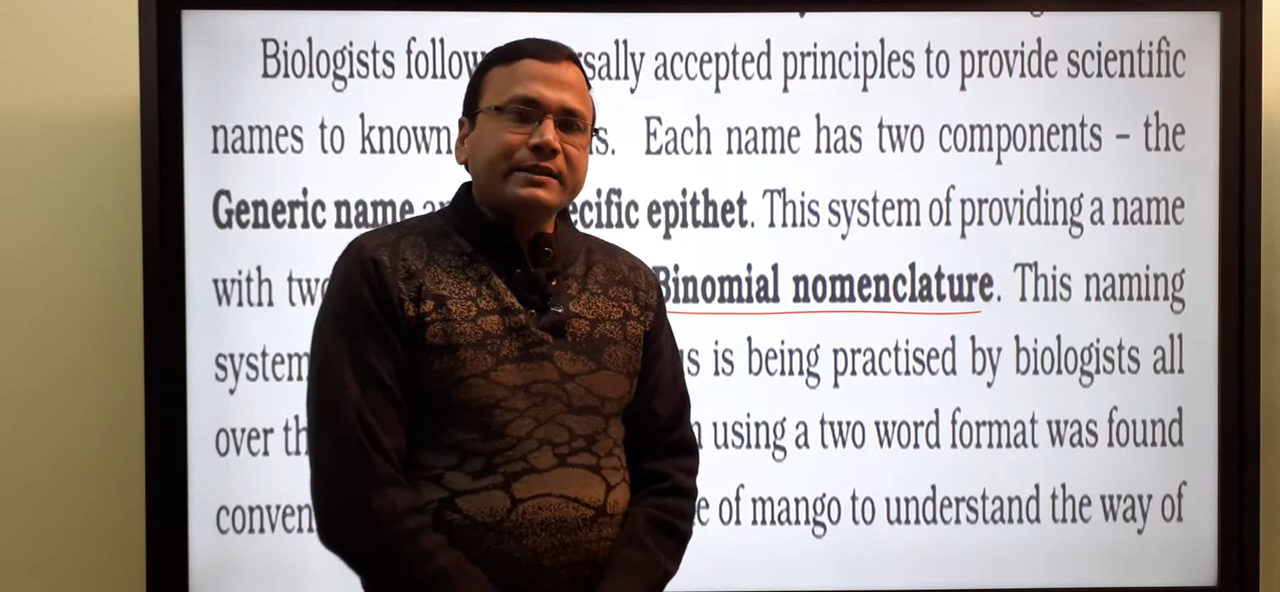 Biologists follow sally accepted principles to provide scientific
names to known s. Each name has two components – the
Generic name ecific epithet. This system of providing a name
with Binomial nomenclature. This naming
system s is being practised by biologists all
over using a two word format was found
conven e of mango to understand the way of